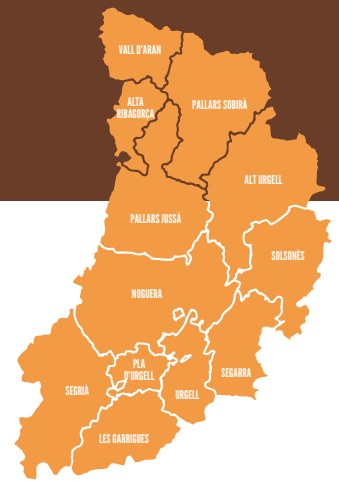 VALL D'ARAN
ALTA
RIBAGORÇA
PALLARS SOBIRÀ
ALT URGELL
PALLARS JUSSÀ
SOLSONÈS
NOGUERA
PLA
D'URGELL
SEGARRA
SEGRIÀ
URGELL
LES GARRIGUES